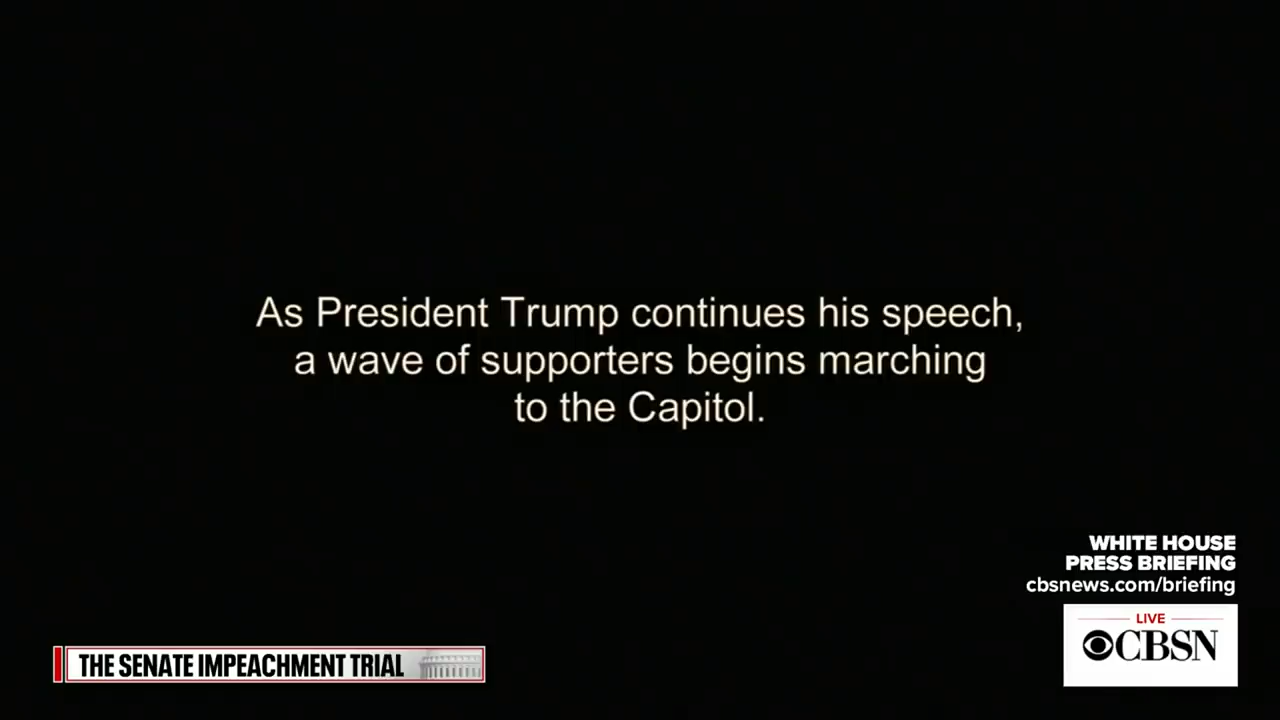 As President Trump continues his speech,
a wave of supporters begins marching
to the Capitol.
WHITE HOUSE
PRESS BRIEFING
cbsnews.com/briefing
LIVE
CBSN
THE SENATE IMPEACHMENT TRIAL